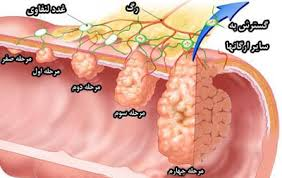 گسترش به
سایر ارگانها
رگ
غدد لنفاوی
مرحله صفر
مرحله اول
مرحله دوم
مرحله سوم
مرحله چهارم